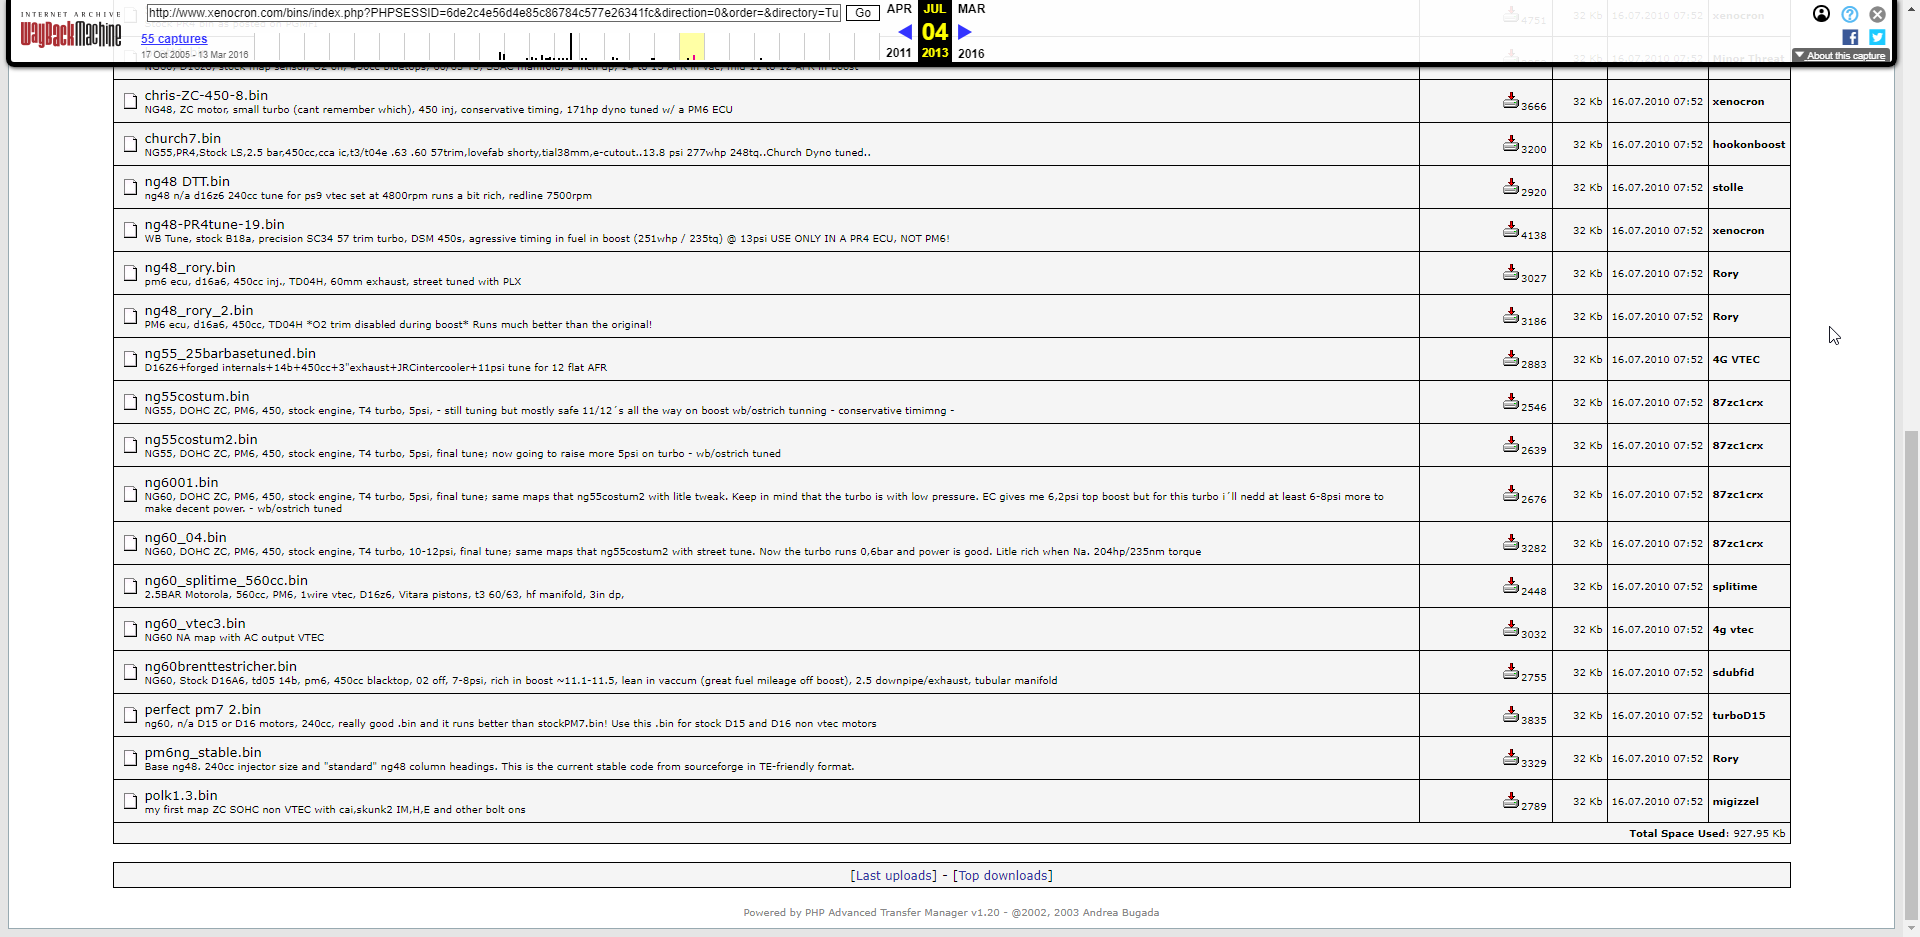 INTERNET ARCHIVE
WayBackMachine
http://www.xenocron.com/bins/index.php?PHPSESSID=6de2c4e56d4e85c86784c577e26341fc&direction=0&order=&directory=Tu
Go
APR JUL MAR
55 captures
04
17 Oct 2005 - 13 Mar 2016
2011 2013 2016
About this capture
4751 32 Kb 16.07.2010 07:52 xenocron
chris-ZC-450-8.bin
NG48, ZC motor, small turbo (cant remember which), 450 inj, conservative timing, 171hp dyno tuned w/ a PM6 ECU
3666 32 Kb 16.07.2010 07:52 xenocron
church7.bin
NG55,PR4,Stock LS,2.5 bar,450cc,cca ic,t3/t04e .63 .60 57trim,lovefab shorty,tial38mm,e-cutout..13.8 psi 277whp 248tq..Church Dyno tuned..
3200 32 Kb 16.07.2010 07:52 hookonboost
ng48 DTT.bin
ng48 n/a d16z6 240cc tune for ps9 vtec set at 4800rpm runs a bit rich, redline 7500rpm
2920 32 Kb 16.07.2010 07:52 stolle
ng48-PR4tune-19.bin
WB Tune, stock B18a, precision SC34 57 trim turbo, DSM 450s, agressive timing in fuel in boost (251whp / 235tq) @ 13psi USE ONLY IN A PR4 ECU, NOT PM6!
4138 32 Kb 16.07.2010 07:52 xenocron
ng48_rory.bin
pm6 ecu, d16a6, 450cc inj., TD04H, 60mm exhaust, street tuned with PLX
3027 32 Kb 16.07.2010 07:52 Rory
ng48_rory_2.bin
PM6 ecu, d16a6, 450cc, TD04H *O2 trim disabled during boost* Runs much better than the original!
3186 32 Kb 16.07.2010 07:52 Rory
ng55_25barbasetuned.bin
D16Z6+forged internals+14b+450cc+3"exhaust+JRCintercooler+11psi tune for 12 flat AFR
2883 32 Kb 16.07.2010 07:52 4G VTEC
ng55costum.bin
NG55, DOHC ZC, PM6, 450, stock engine, T4 turbo, 5psi, - still tuning but mostly safe 11/12´s all the way on boost wb/ostrich tunning - conservative timimng -
2546 32 Kb 16.07.2010 07:52 87zc1crx
ng55costum2.bin
NG55, DOHC ZC, PM6, 450, stock engine, T4 turbo, 5psi, final tune; now going to raise more 5psi on turbo - wb/ostrich tuned
2639 32 Kb 16.07.2010 07:52 87zc1crx
ng6001.bin
NG60, DOHC ZC, PM6, 450, stock engine, T4 turbo, 5psi, final tune; same maps that ng55costum2 with litle tweak. Keep in mind that the turbo is with low pressure. EC gives me 6,2psi top boost but for this turbo i´ll nedd at least 6-8psi more to
make decent power. - wb/ostrich tuned
2676 32 Kb 16.07.2010 07:52 87zc1crx
ng60_04.bin
NG60, DOHC ZC, PM6, 450, stock engine, T4 turbo, 10-12psi, final tune; same maps that ng55costum2 with street tune. Now the turbo runs 0,6bar and power is good. Litle rich when Na. 204hp/235nm torque
3282 32 Kb 16.07.2010 07:52 87zc1crx
ng60_splitime_560cc.bin
2.5BAR Motorola, 560cc, PM6, 1wire vtec, D16z6, Vitara pistons, t3 60/63, hf manifold, 3in dp,
2448 32 Kb 16.07.2010 07:52 splitime
ng60_vtec3.bin
NG60 NA map with AC output VTEC
3032 32 Kb 16.07.2010 07:52 4g vtec
ng60brenttestricher.bin
NG60, Stock D16A6, td05 14b, pm6, 450cc blacktop, 02 off, 7-8psi, rich in boost ~11.1-11.5, lean in vaccum (great fuel mileage off boost), 2.5 downpipe/exhaust, tubular manifold
2755 32 Kb 16.07.2010 07:52 sdubfid
perfect pm7 2.bin
ng60, n/a D15 or D16 motors, 240cc, really good .bin and it runs better than stockPM7.bin! Use this .bin for stock D15 and D16 non vtec motors
3835 32 Kb 16.07.2010 07:52 turboD15
pm6ng_stable.bin
Base ng48. 240cc injector size and "standard" ng48 column headings. This is the current stable code from sourceforge in TE-friendly format.
3329 32 Kb 16.07.2010 07:52 Rory
polk1.3.bin
my first map ZC SOHC non VTEC with cai,skunk2 IM,H,E and other bolt ons
2789 32 Kb 16.07.2010 07:52 migizzel
Total Space Used: 927.95 Kb
[Last uploads] - [Top downloads]
Powered by PHP Advanced Transfer Manager v1.20 - @2002, 2003 Andrea Bugada